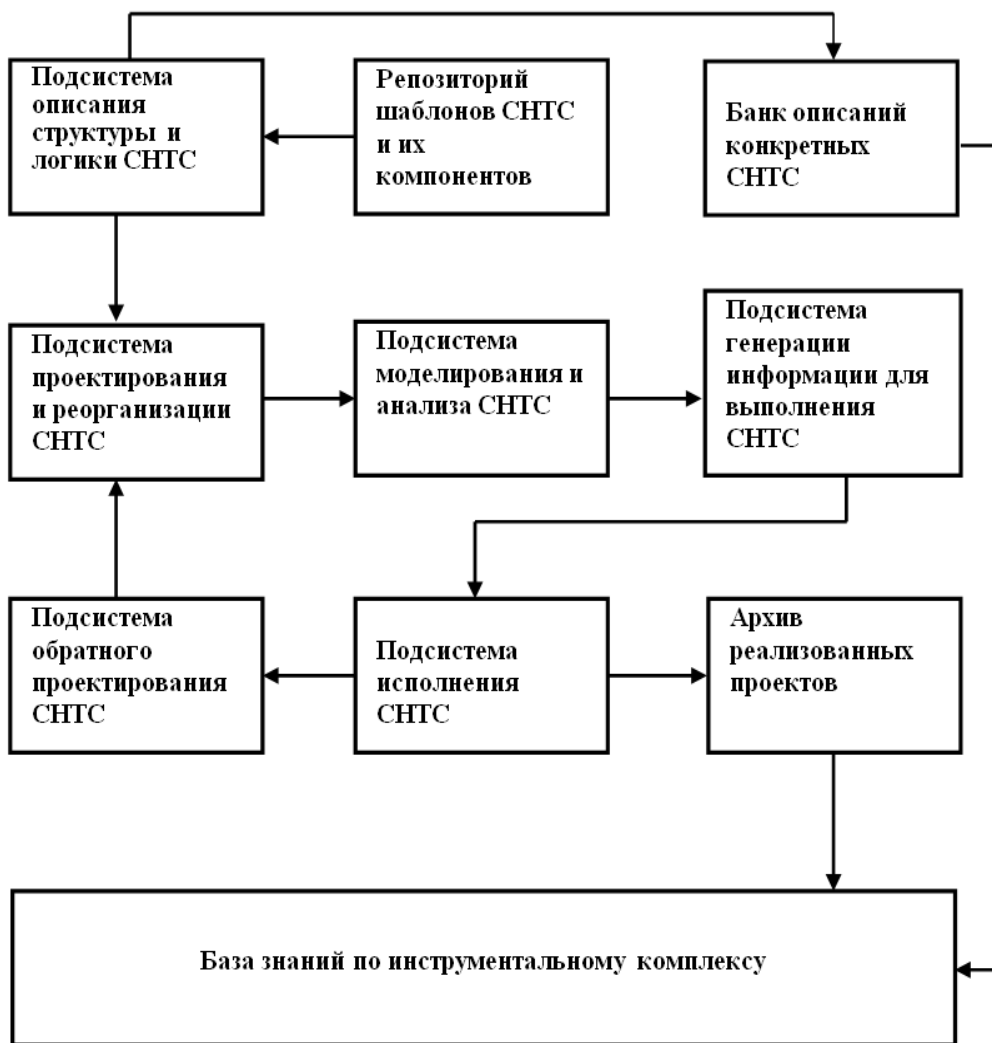 Подсистема
описания
структуры и
логики СНТС
Репозиторий
шаблонов СНТС
и их
компонентов
Банк описаний
конкретных
СНТС
Подсистема
проектирования
и реорганизации
СНТС
Подсистема
моделирования и
анализа СНТС
Подсистема
генерации
информации для
выполнения
СНТС
Подсистема
обратного
проектирования
СНТС
Подсистема
исполнения
СНТС
Архив
реализованных
проектов
База знаний по инструментальному комплексу